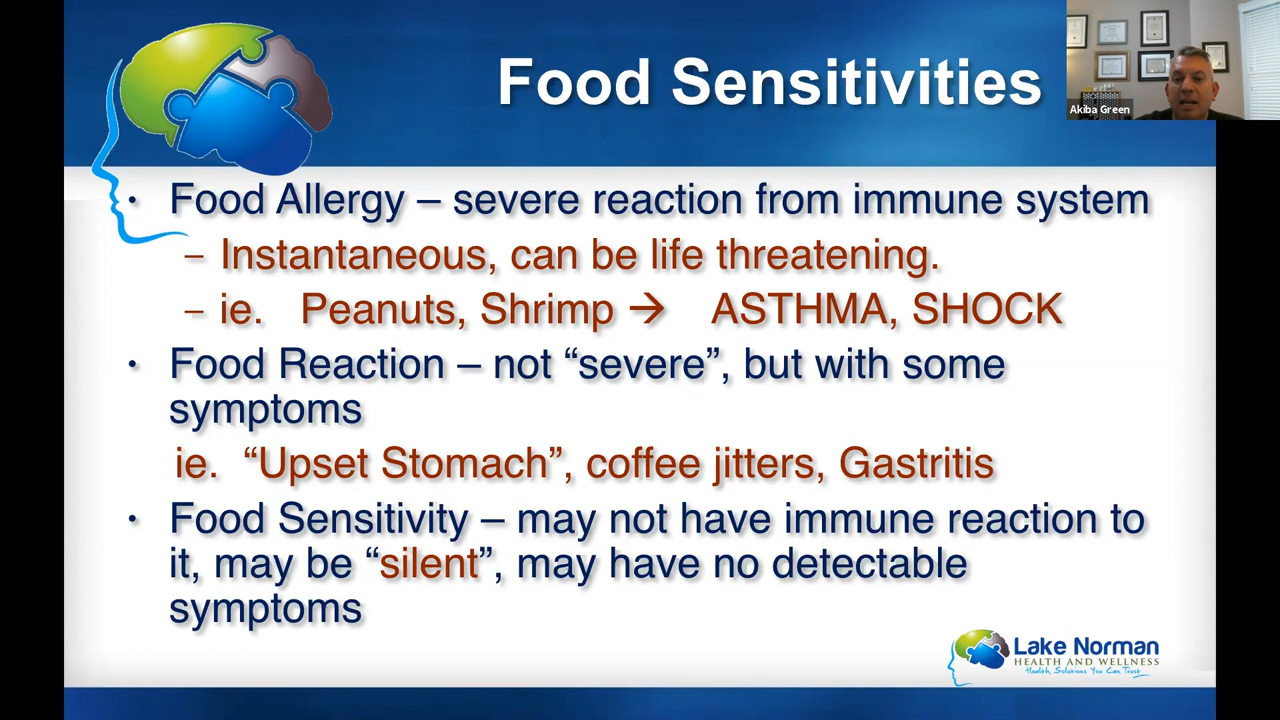 Food Sensitivities
Akiba Green
• Food Allergy – severe reaction from immune system
– Instantaneous, can be life threatening.
– ie. Peanuts, Shrimp → ASTHMA, SHOCK
• Food Reaction – not “severe”, but with some
symptoms
ie. “Upset Stomach”, coffee jitters, Gastritis
• Food Sensitivity – may not have immune reaction to
it, may be “silent”, may have no detectable
symptoms
Lake Norman
HEALTH AND WELLNESS
Health Solutions You Can Trust